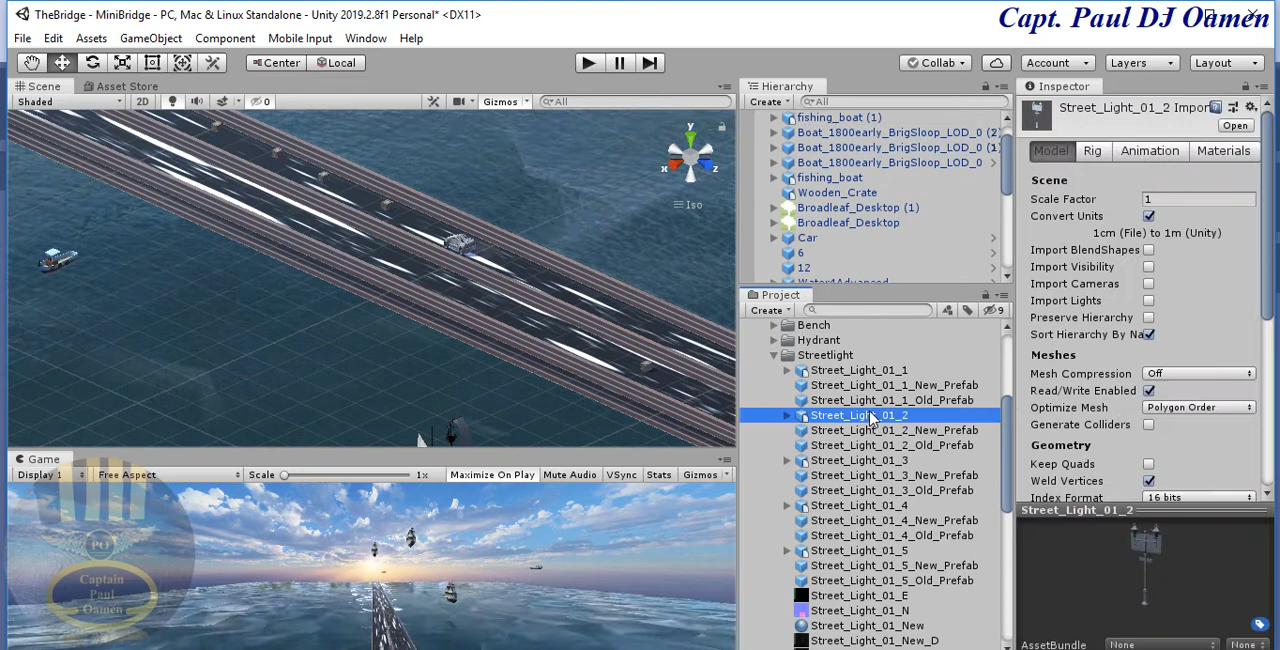 TheBridge - MiniBridge - PC, Mac & Linux Standalone - Unity 2019.2.8f1 Personal* <DX11>
Capt. Paul DJ Oamen
File Edit Assets GameObject Component Mobile Input Window Help
Center Local Collab Account Layers Layout
Scene Asset Store
Shaded 2D 0 Gizmos All
y
x z
Iso
Hierarchy
Create All
fishing_boat (1)
Boat_1800early_BrigSloop_LOD_0 (2)
Boat_1800early_BrigSloop_LOD_0 (1)
Boat_1800early_BrigSloop_LOD_0
fishing_boat
Wooden_Crate
Broadleaf_Desktop (1)
Broadleaf_Desktop
Car
6
12
Water4Advanced
Project
Create 9
Bench
Hydrant
Streetlight
Street_Light_01_1
Street_Light_01_1_New_Prefab
Street_Light_01_1_Old_Prefab
Street_Light_01_2
Street_Light_01_2_New_Prefab
Street_Light_01_2_Old_Prefab
Street_Light_01_3
Street_Light_01_3_New_Prefab
Street_Light_01_3_Old_Prefab
Street_Light_01_4
Street_Light_01_4_New_Prefab
Street_Light_01_4_Old_Prefab
Street_Light_01_5
Street_Light_01_5_New_Prefab
Street_Light_01_5_Old_Prefab
Street_Light_01_E
Street_Light_01_N
Street_Light_01_New
Street_Light_01_New_D
Inspector
Street_Light_01_2 Impor
Open
Model Rig Animation Materials
Scene
Scale Factor 1
Convert Units
1cm (File) to 1m (Unity)
Import BlendShapes
Import Visibility
Import Cameras
Import Lights
Preserve Hierarchy
Sort Hierarchy By Na
Meshes
Mesh Compression Off
Read/Write Enabled
Optimize Mesh Polygon Order
Generate Colliders
Geometry
Keep Quads
Weld Vertices
Index Format 16 bits
Street_Light_01_2
AssetBundle None None
Game
Display 1 Free Aspect Scale 1x Maximize On Play Mute Audio VSync Stats Gizmos
PO
Captain
Paul
Oamen